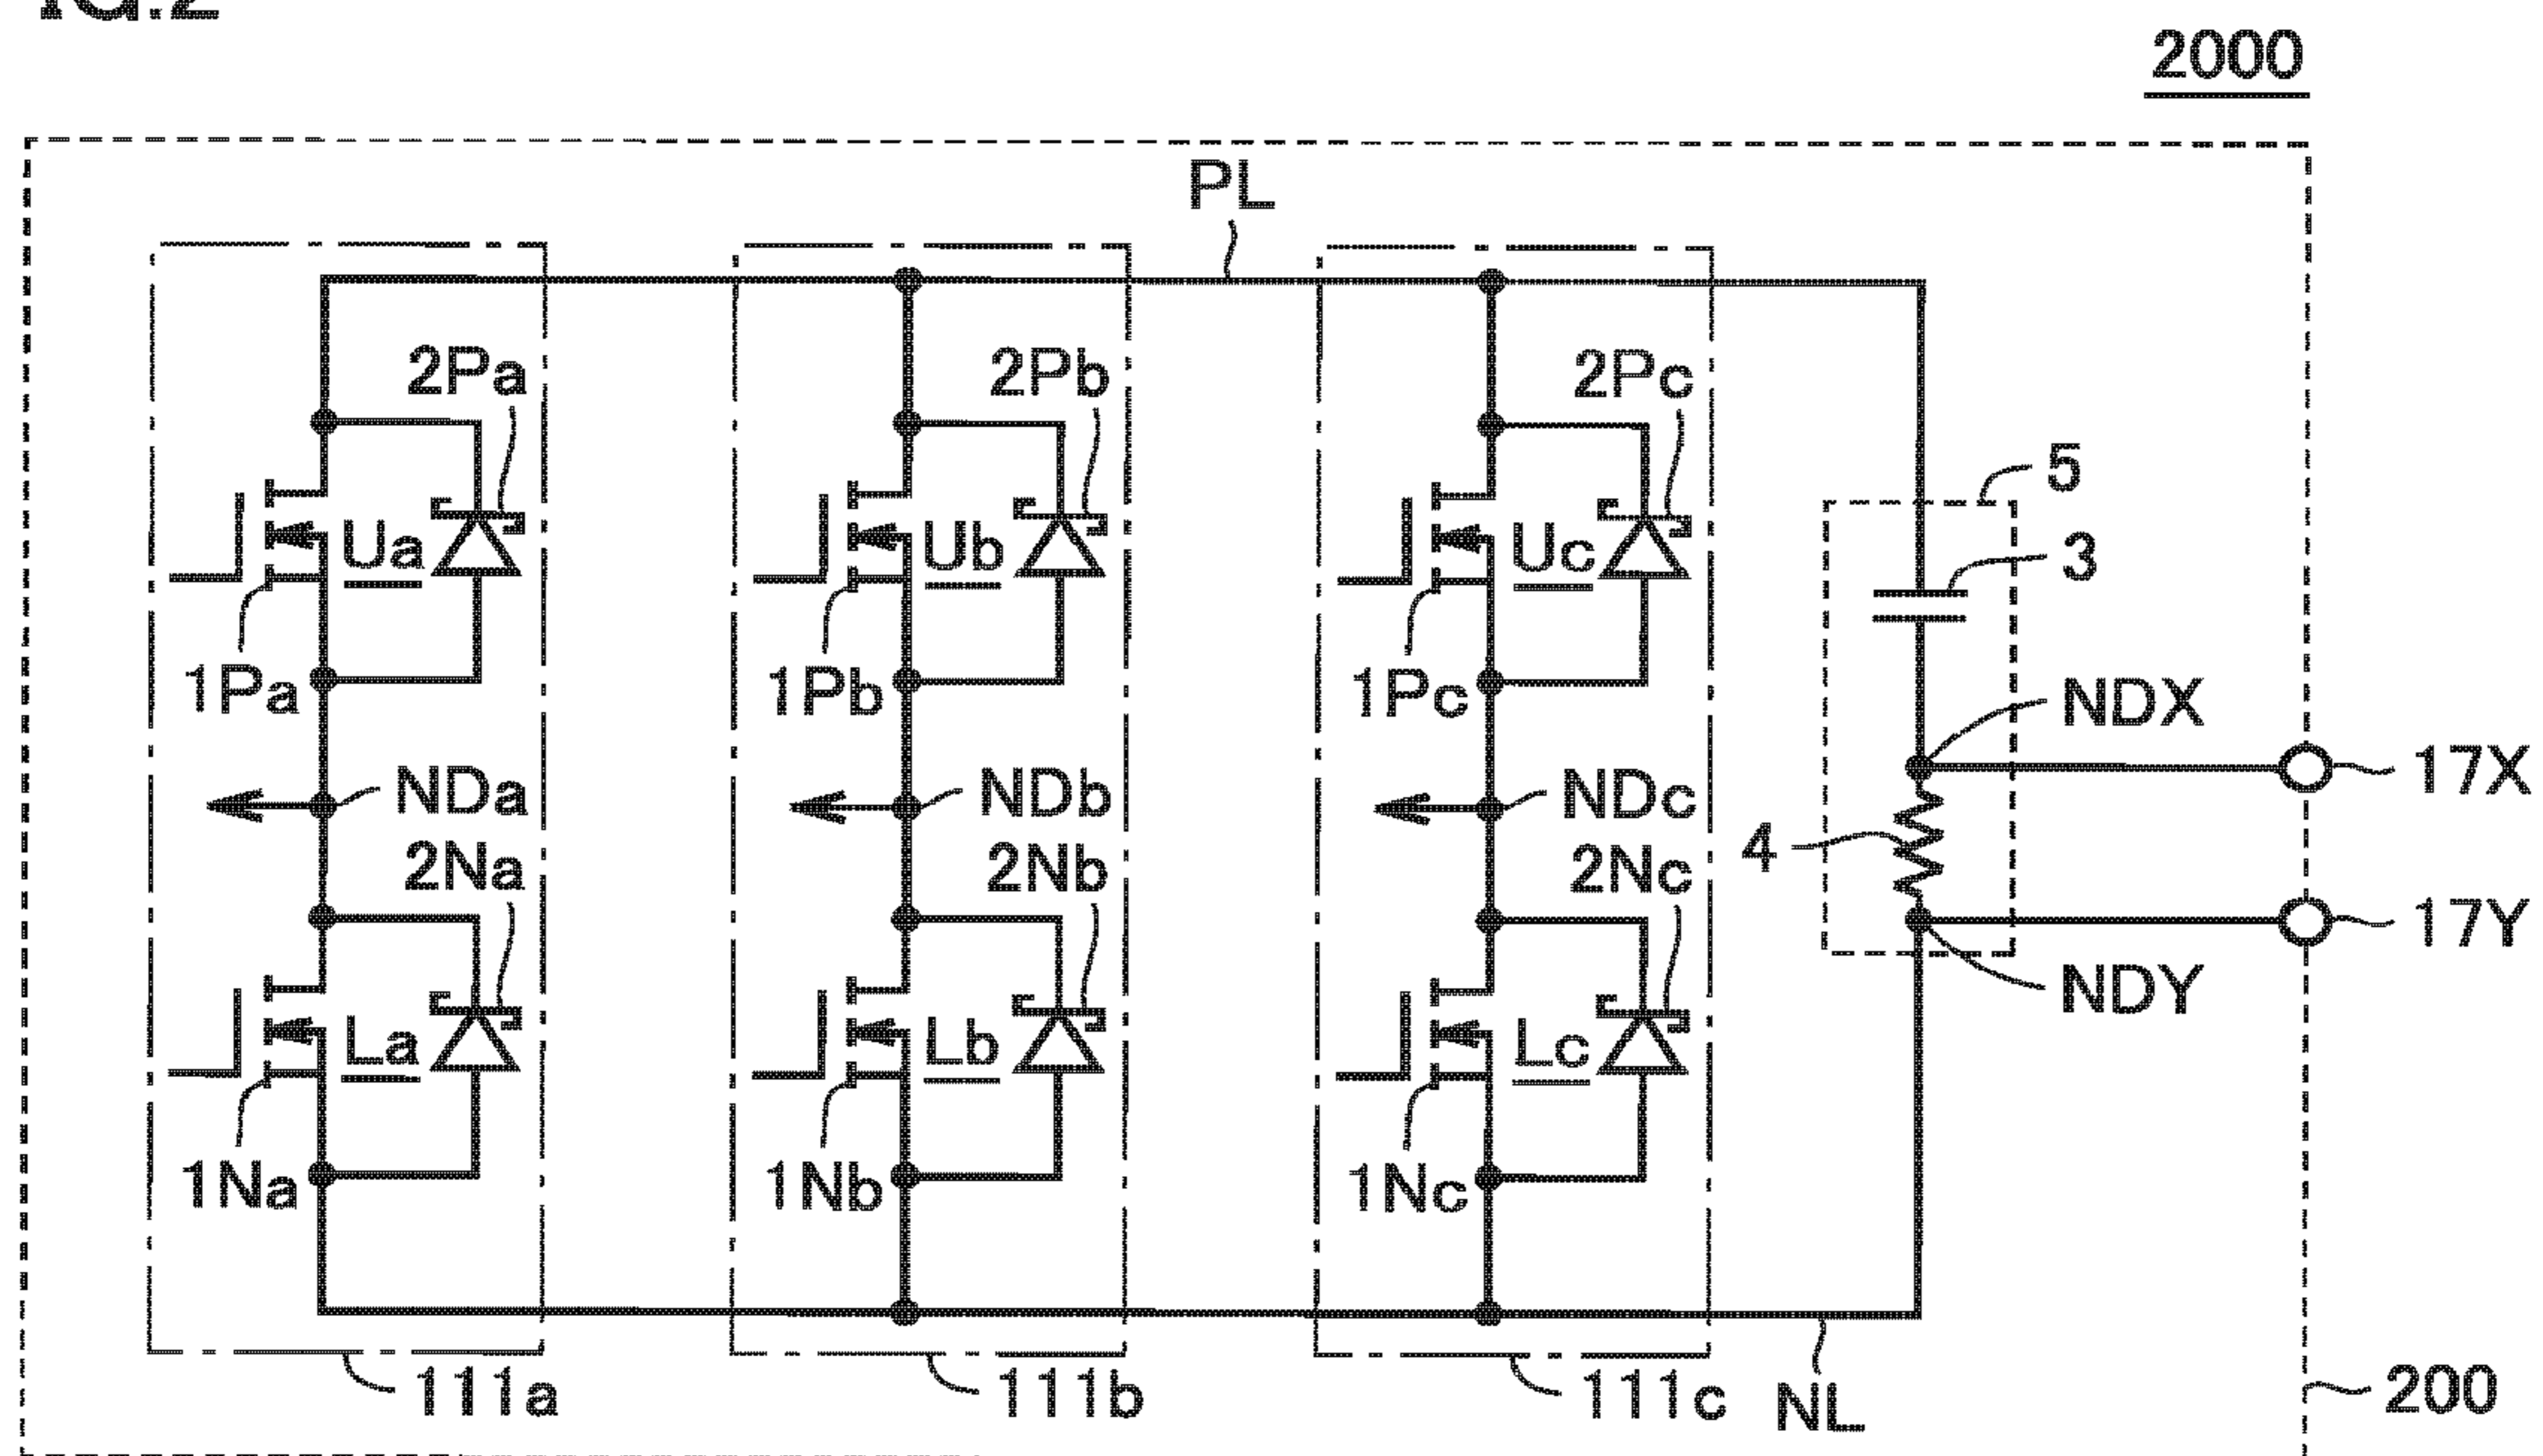 2000
PL
2Pa
2Pb
2Pc
5
Ua
Ub
Uc
3
1Pa
1Pb
1Pc
NDX
NDa
NDb
NDc
17X
2Na
2Nb
2Nc
4
17Y
NDY
La
Lb
Lc
1Na
1Nb
1Nc
111a
111b
111c
NL
200